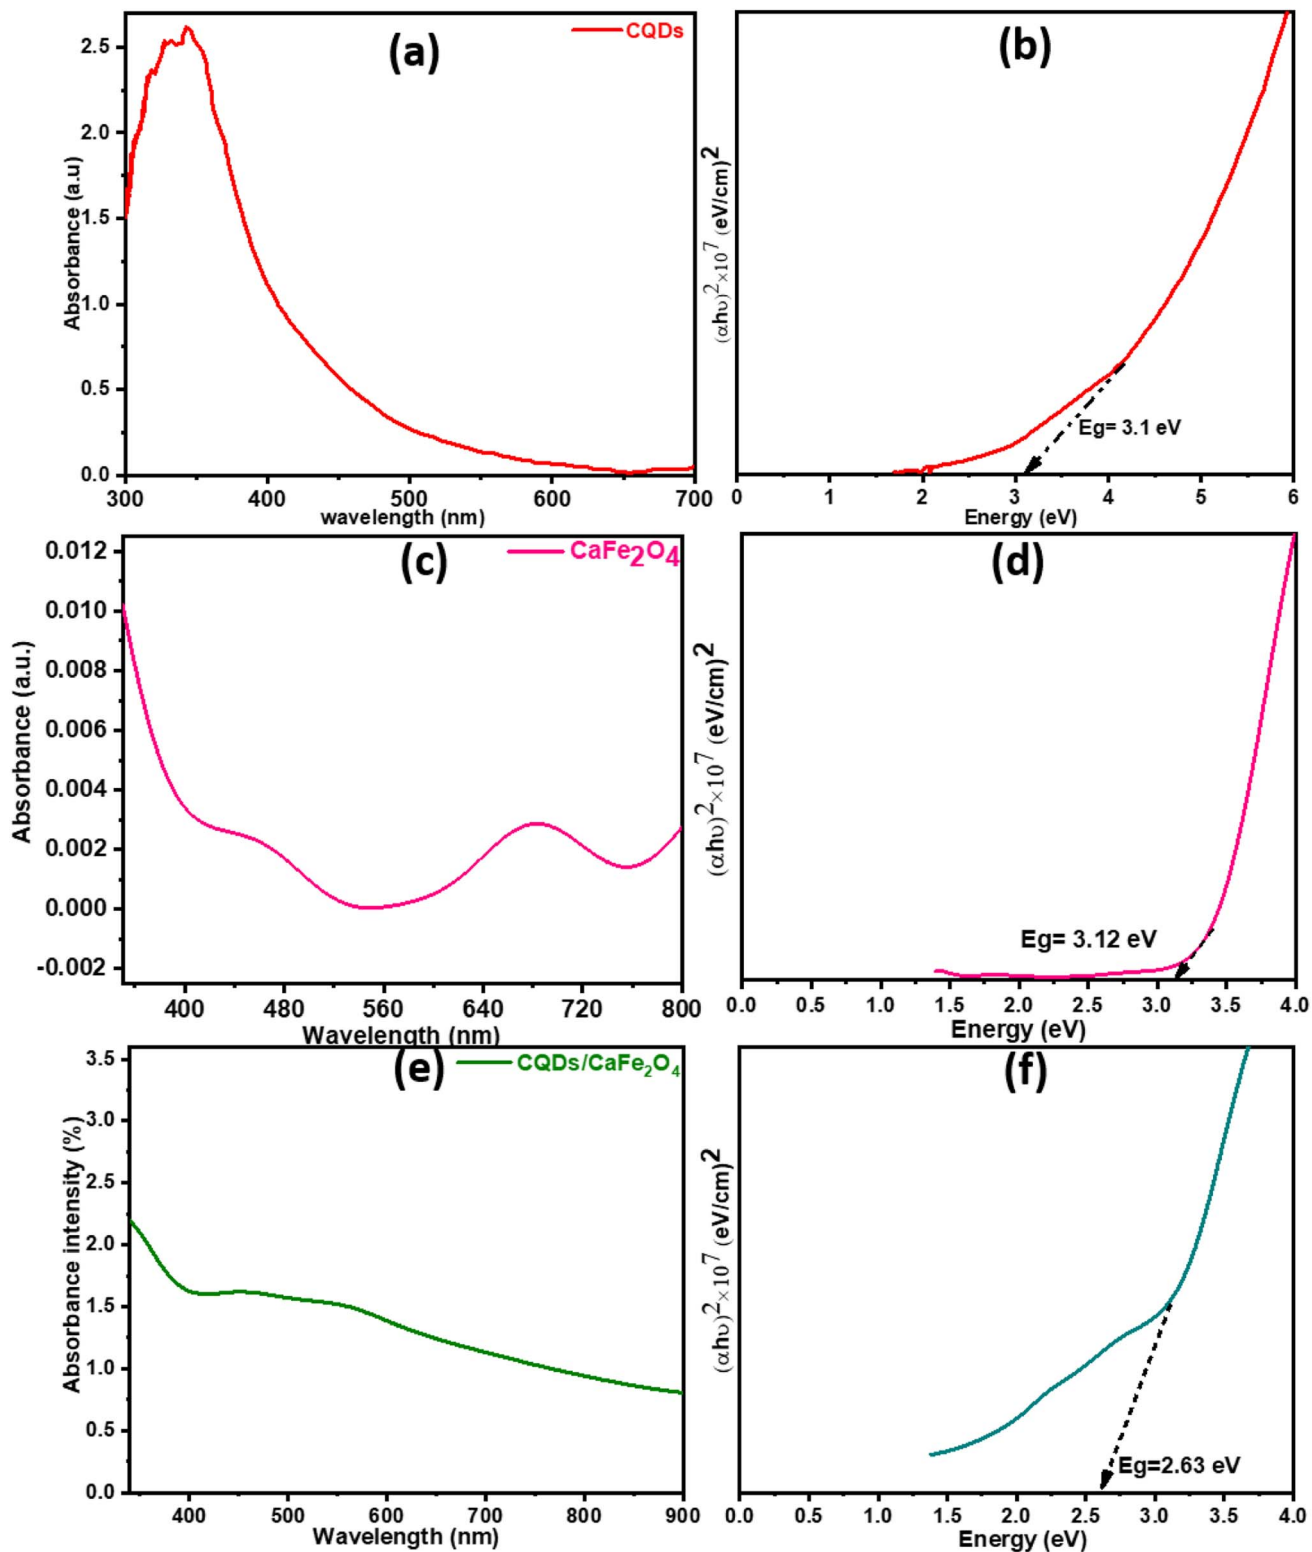 (a)
CQDs
2.5
2.0
1.5
1.0
0.5
0.0
Absorbance (a.u)
300 400 500 600 700
wavelength (nm)
(b)
(αhυ)2×107 (eV/cm)2
Eg= 3.1 eV
0 1 2 3 4 5 6
Energy (eV)
(c)
CaFe2O4
0.012
0.010
0.008
0.006
0.004
0.002
0.000
-0.002
Absorbance (a.u.)
400 480 560 640 720 800
Wavelength (nm)
(d)
(αhυ)2×107 (eV/cm)2
Eg= 3.12 eV
0.0 0.5 1.0 1.5 2.0 2.5 3.0 3.5 4.0
Energy (eV)
(e)
CQDs/CaFe2O4
3.5
3.0
2.5
2.0
1.5
1.0
0.5
0.0
Absorbance intensity (%)
400 500 600 700 800 900
Wavelength (nm)
(f)
(αhυ)2×107 (eV/cm)2
Eg=2.63 eV
0.0 0.5 1.0 1.5 2.0 2.5 3.0 3.5 4.0
Energy (eV)